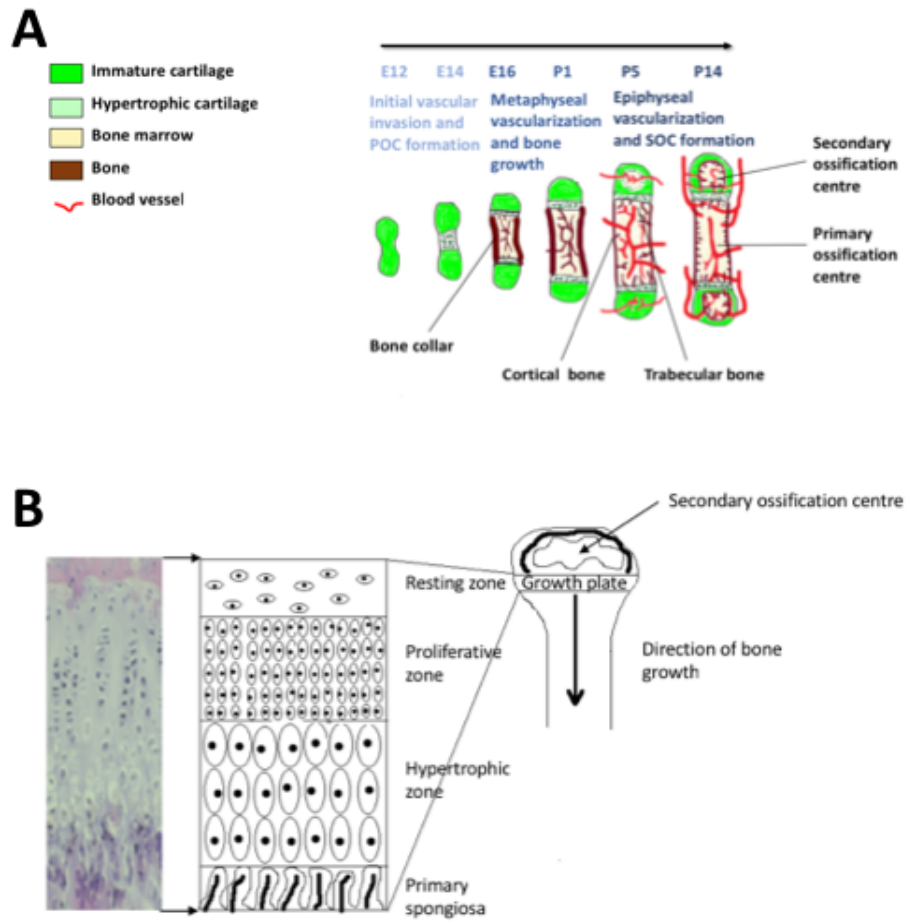 A
Immature cartilage
Hypertrophic cartilage
Bone marrow
Bone
Blood vessel
E12 E14 E16 P1 P5 P14
Initial vascular
invasion and
POC formation
Metaphyseal
vascularization
and bone
growth
Epiphyseal
vascularization
and SOC formation
Secondary
ossification
centre
Primary
ossification
centre
Bone collar
Cortical bone
Trabecular bone
B
Secondary ossification centre
Resting zone
Growth plate
Proliferative
zone
Direction of bone
growth
Hypertrophic
zone
Primary
spongiosa